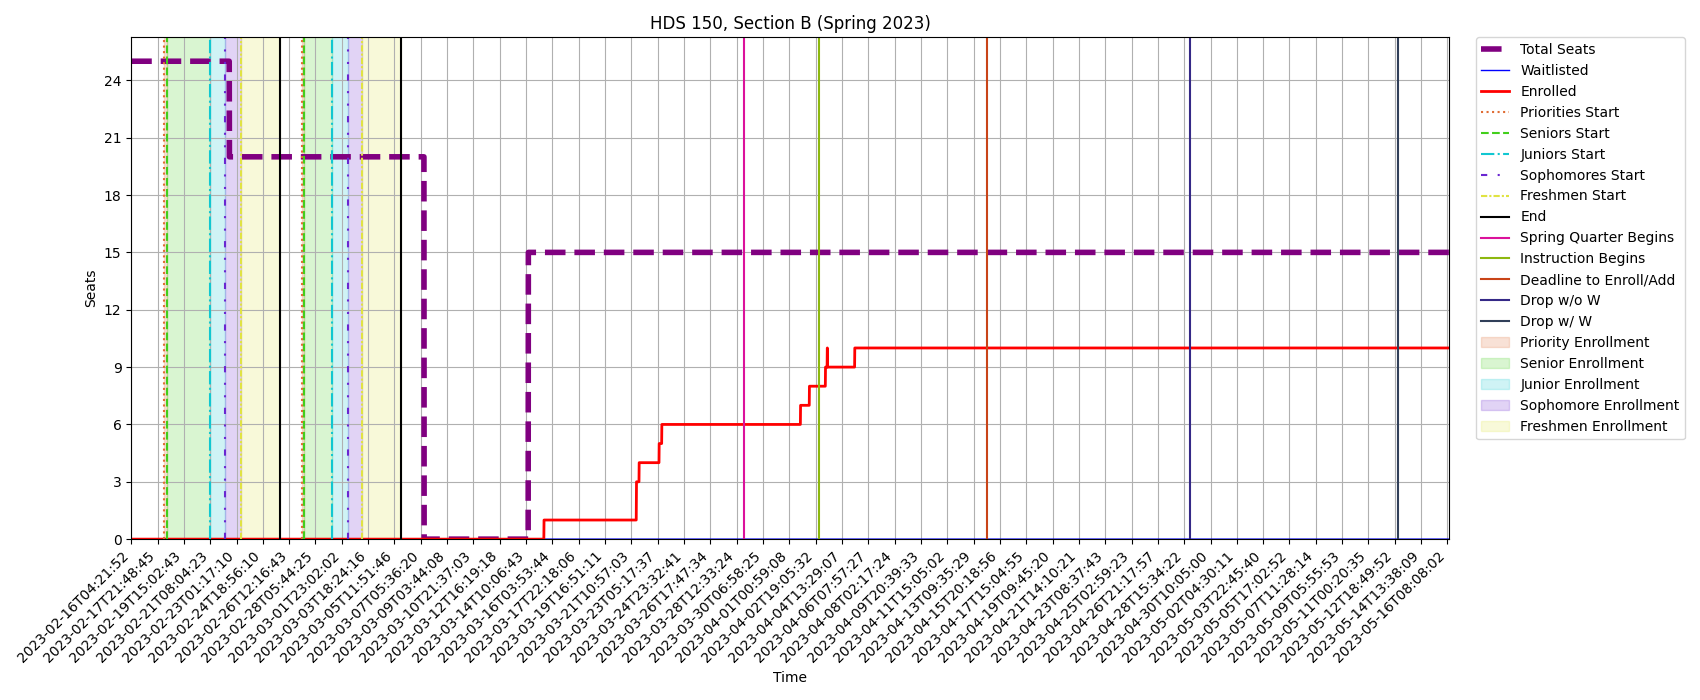 HDS 150, Section B (Spring 2023)
Seats
24
21
18
15
12
9
6
3
0
2023-02-16T04:21:52
2023-02-17T21:48:45
2023-02-19T15:02:43
2023-02-21T08:04:23
2023-02-23T01:17:10
2023-02-24T18:56:10
2023-02-26T12:16:43
2023-02-28T05:44:25
2023-03-01T23:02:02
2023-03-03T18:24:16
2023-03-05T11:51:46
2023-03-07T05:36:20
2023-03-09T03:44:08
2023-03-10T21:37:03
2023-03-12T16:19:18
2023-03-14T10:06:43
2023-03-16T03:53:44
2023-03-17T22:18:06
2023-03-19T16:51:11
2023-03-21T10:57:03
2023-03-23T05:17:37
2023-03-24T23:32:41
2023-03-26T17:47:34
2023-03-28T12:33:24
2023-03-30T06:58:25
2023-04-01T00:59:08
2023-04-02T19:05:32
2023-04-04T13:29:07
2023-04-06T07:57:27
2023-04-08T02:17:24
2023-04-09T20:39:33
2023-04-11T15:05:02
2023-04-13T09:35:29
2023-04-15T20:18:56
2023-04-17T15:04:55
2023-04-19T09:45:20
2023-04-21T14:10:21
2023-04-23T08:37:43
2023-04-25T02:59:23
2023-04-26T21:17:57
2023-04-28T15:34:22
2023-04-30T10:05:00
2023-05-02T04:30:11
2023-05-03T22:45:40
2023-05-05T17:02:52
2023-05-07T11:28:14
2023-05-09T05:55:53
2023-05-11T00:20:35
2023-05-12T18:49:52
2023-05-14T13:38:09
2023-05-16T08:08:02
Time
Total Seats
Waitlisted
Enrolled
Priorities Start
Seniors Start
Juniors Start
Sophomores Start
Freshmen Start
End
Spring Quarter Begins
Instruction Begins
Deadline to Enroll/Add
Drop w/o W
Drop w/ W
Priority Enrollment
Senior Enrollment
Junior Enrollment
Sophomore Enrollment
Freshmen Enrollment